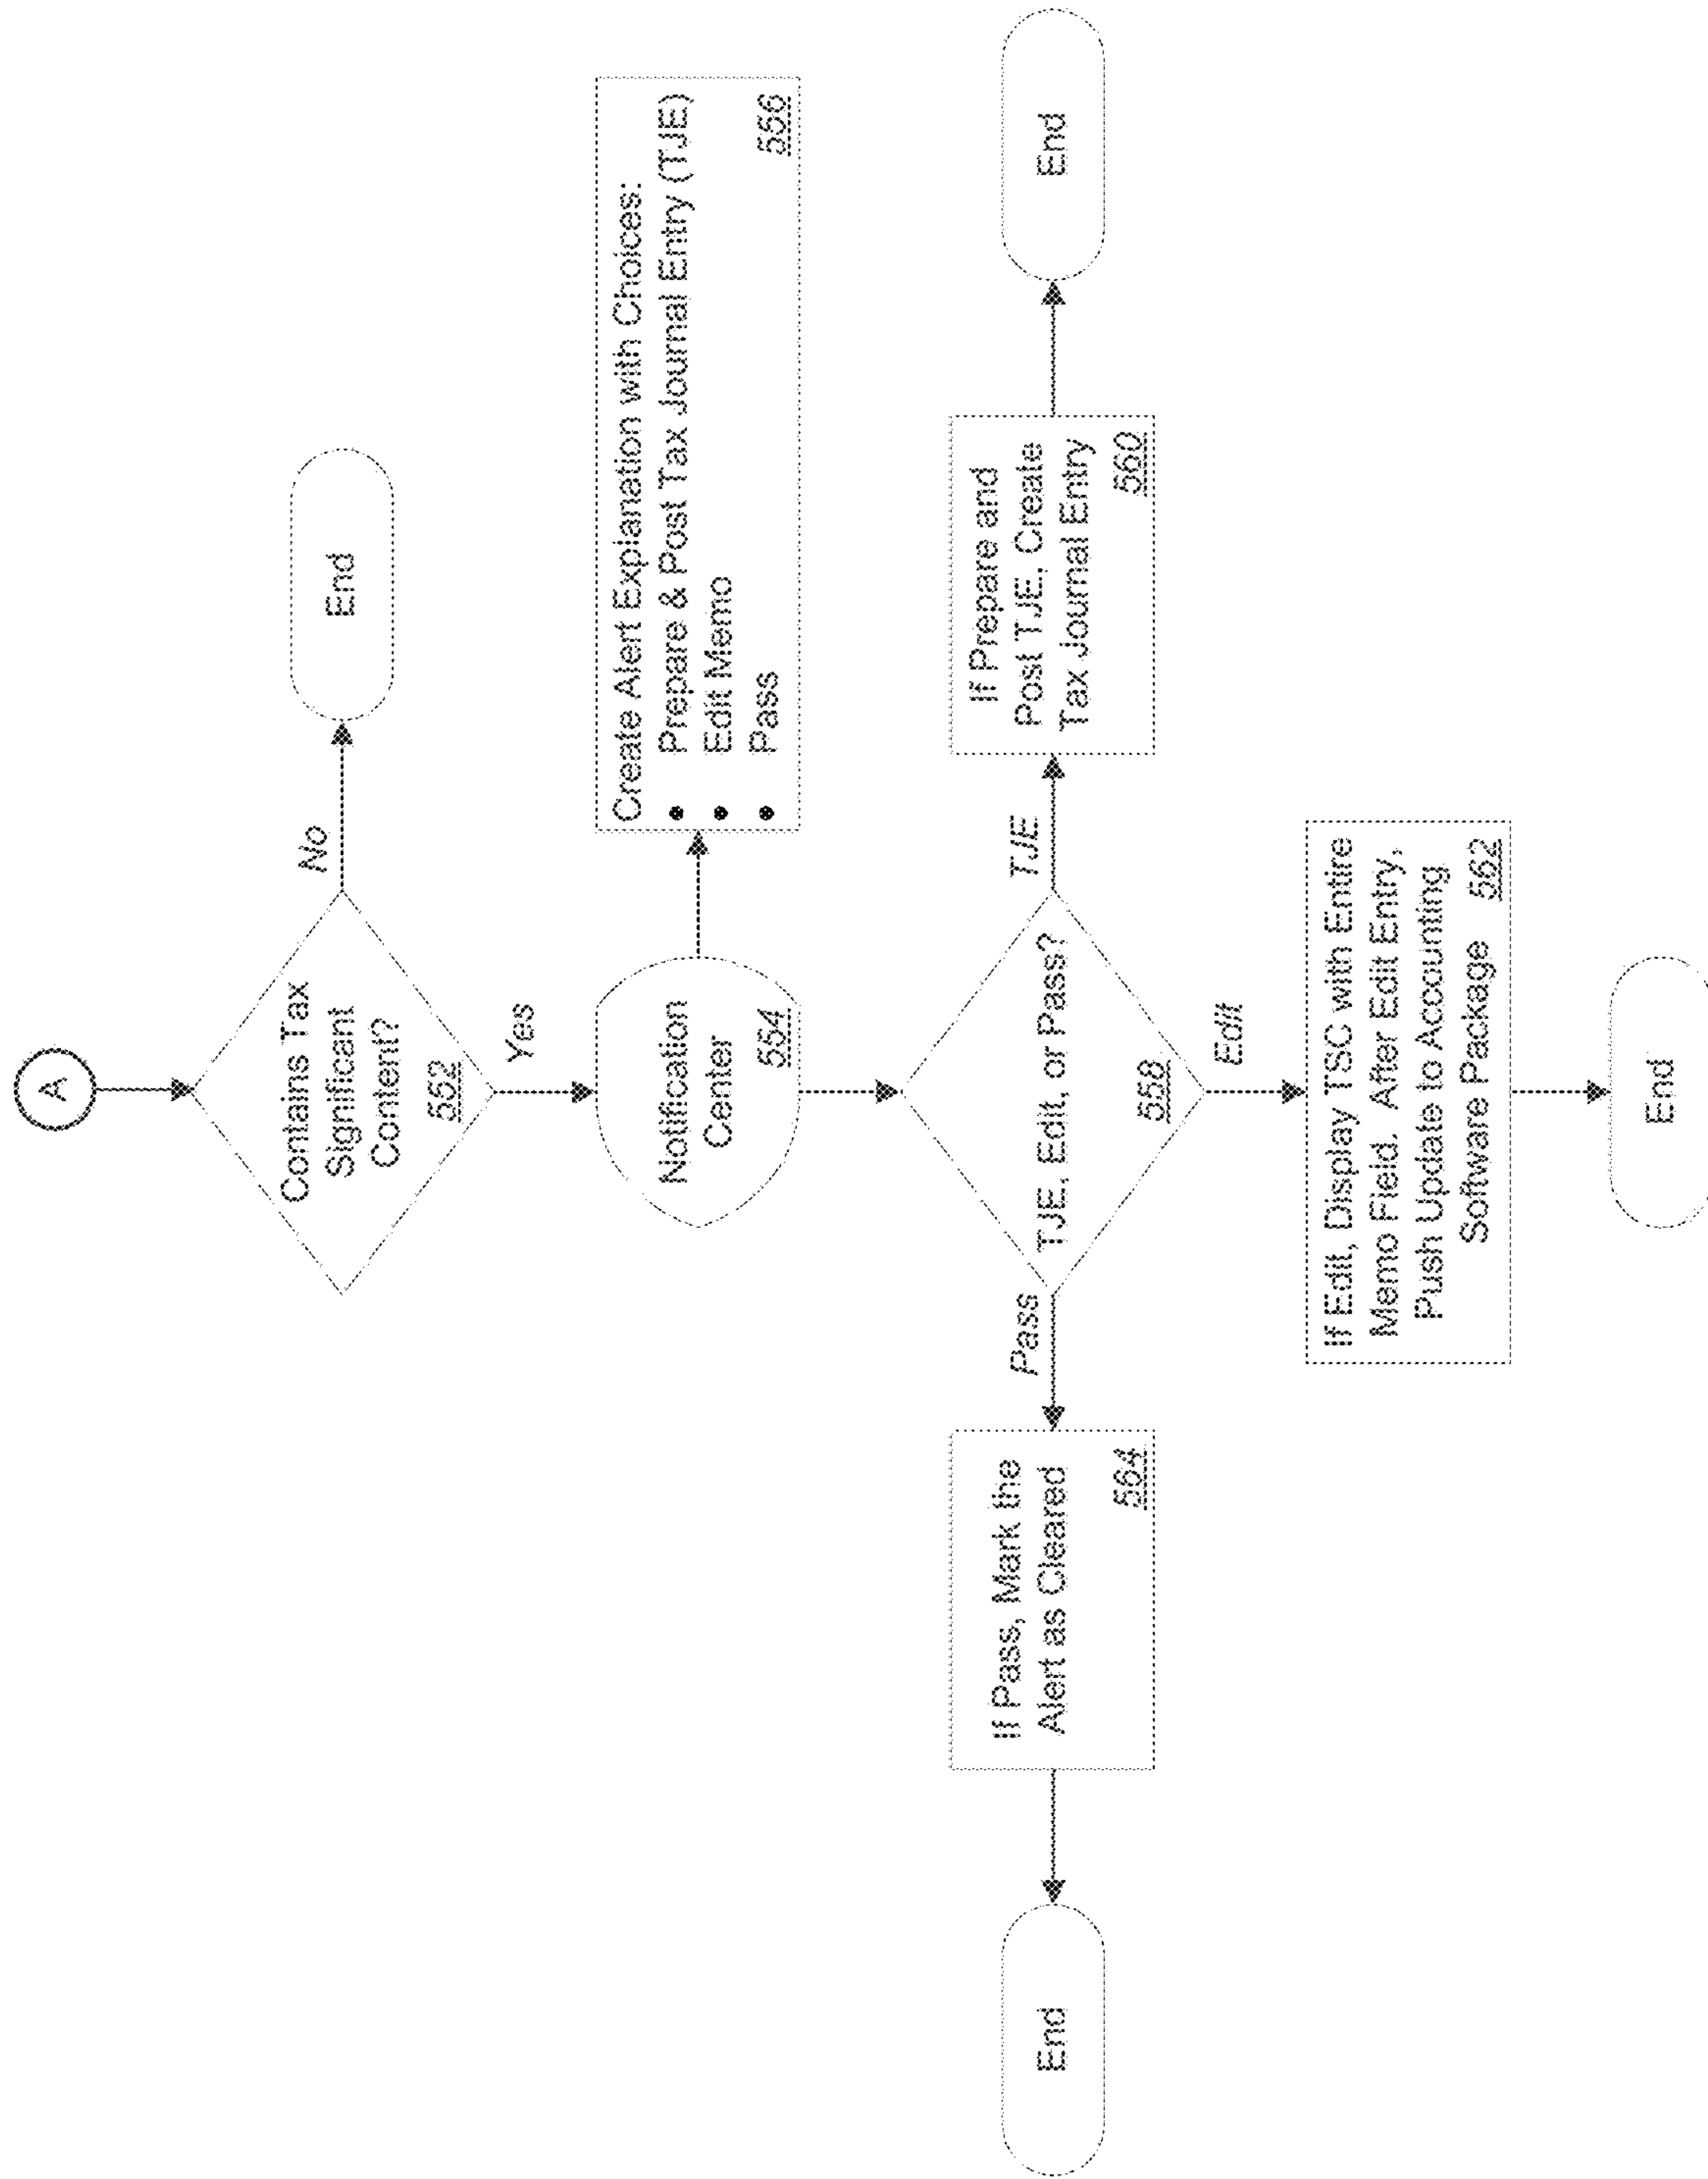 A
Contains Tax
Significant
Content?
552
No
End
Yes
Notification
Center
554
Create Alert Explanation with Choices:
• Prepare & Post Tax Journal Entry (TJE)
• Edit Memo
• Pass
556
TJE, Edit, or Pass?
558
Pass
If Pass, Mark the
Alert as Cleared
564
End
TJE
If Prepare and
Post TJE, Create
Tax Journal Entry
560
End
Edit
If Edit, Display TSC with Entire
Memo Field. After Edit Entry,
Push Update to Accounting
Software Package 562
End